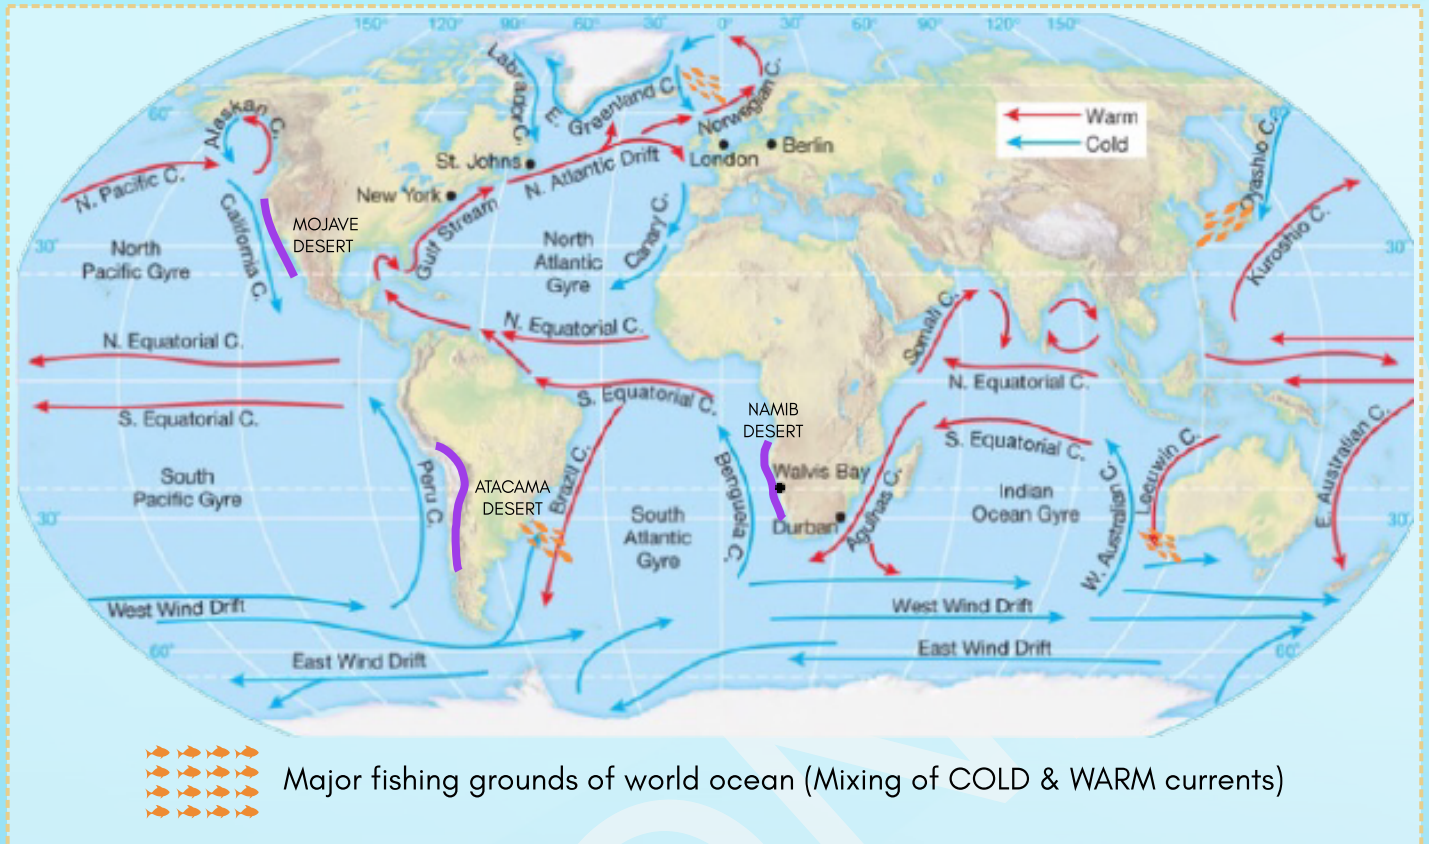 150°
120°
90°
60°
30°
0°
30°
60°
90°
120°
150°
Labrador C.
E. Greenland C.
Norwegian C.
Alaskan C.
60°
60°
Warm
Cold
St. Johns
London
Berlin
N. Pacific C.
New York
N. Atlantic Drift
Oyashio C.
Gulf Stream
California C.
MOJAVE
DESERT
North
Pacific Gyre
North
Atlantic
Gyre
Canary C.
Kuroshio C.
30°
30°
N. Equatorial C.
N. Equatorial C.
Somali C.
N. Equatorial C.
S. Equatorial C.
S. Equatorial C.
S. Equatorial C.
NAMIB
DESERT
Walvis Bay
Durban
South
Pacific Gyre
Peru C.
ATACAMA
DESERT
Brazil C.
South
Atlantic
Gyre
Benguela C.
Agulhas C.
Indian
Ocean Gyre
W. Australian C.
Leeuwin C.
E. Australian C.
30°
30°
West Wind Drift
West Wind Drift
60°
60°
East Wind Drift
East Wind Drift
Major fishing grounds of world ocean (Mixing of COLD & WARM currents)